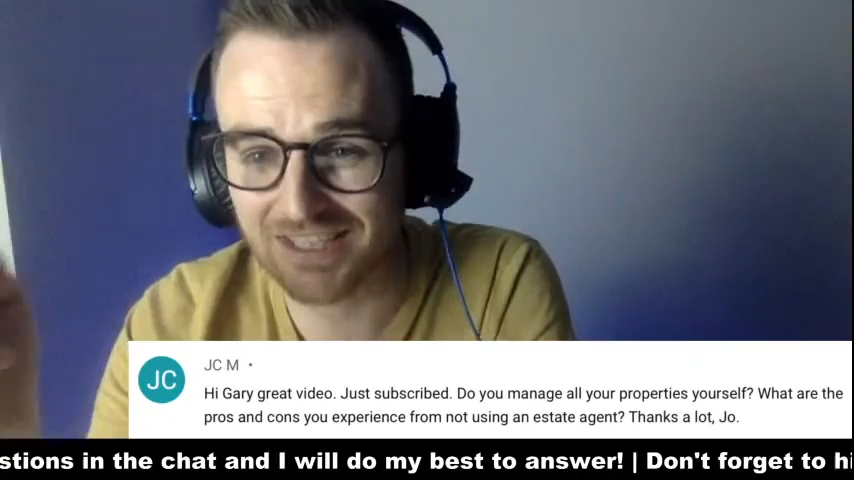 JC
JC M •
Hi Gary great video. Just subscribed. Do you manage all your properties yourself? What are the
pros and cons you experience from not using an estate agent? Thanks a lot, Jo.
stions in the chat and I will do my best to answer! | Don't forget to hi